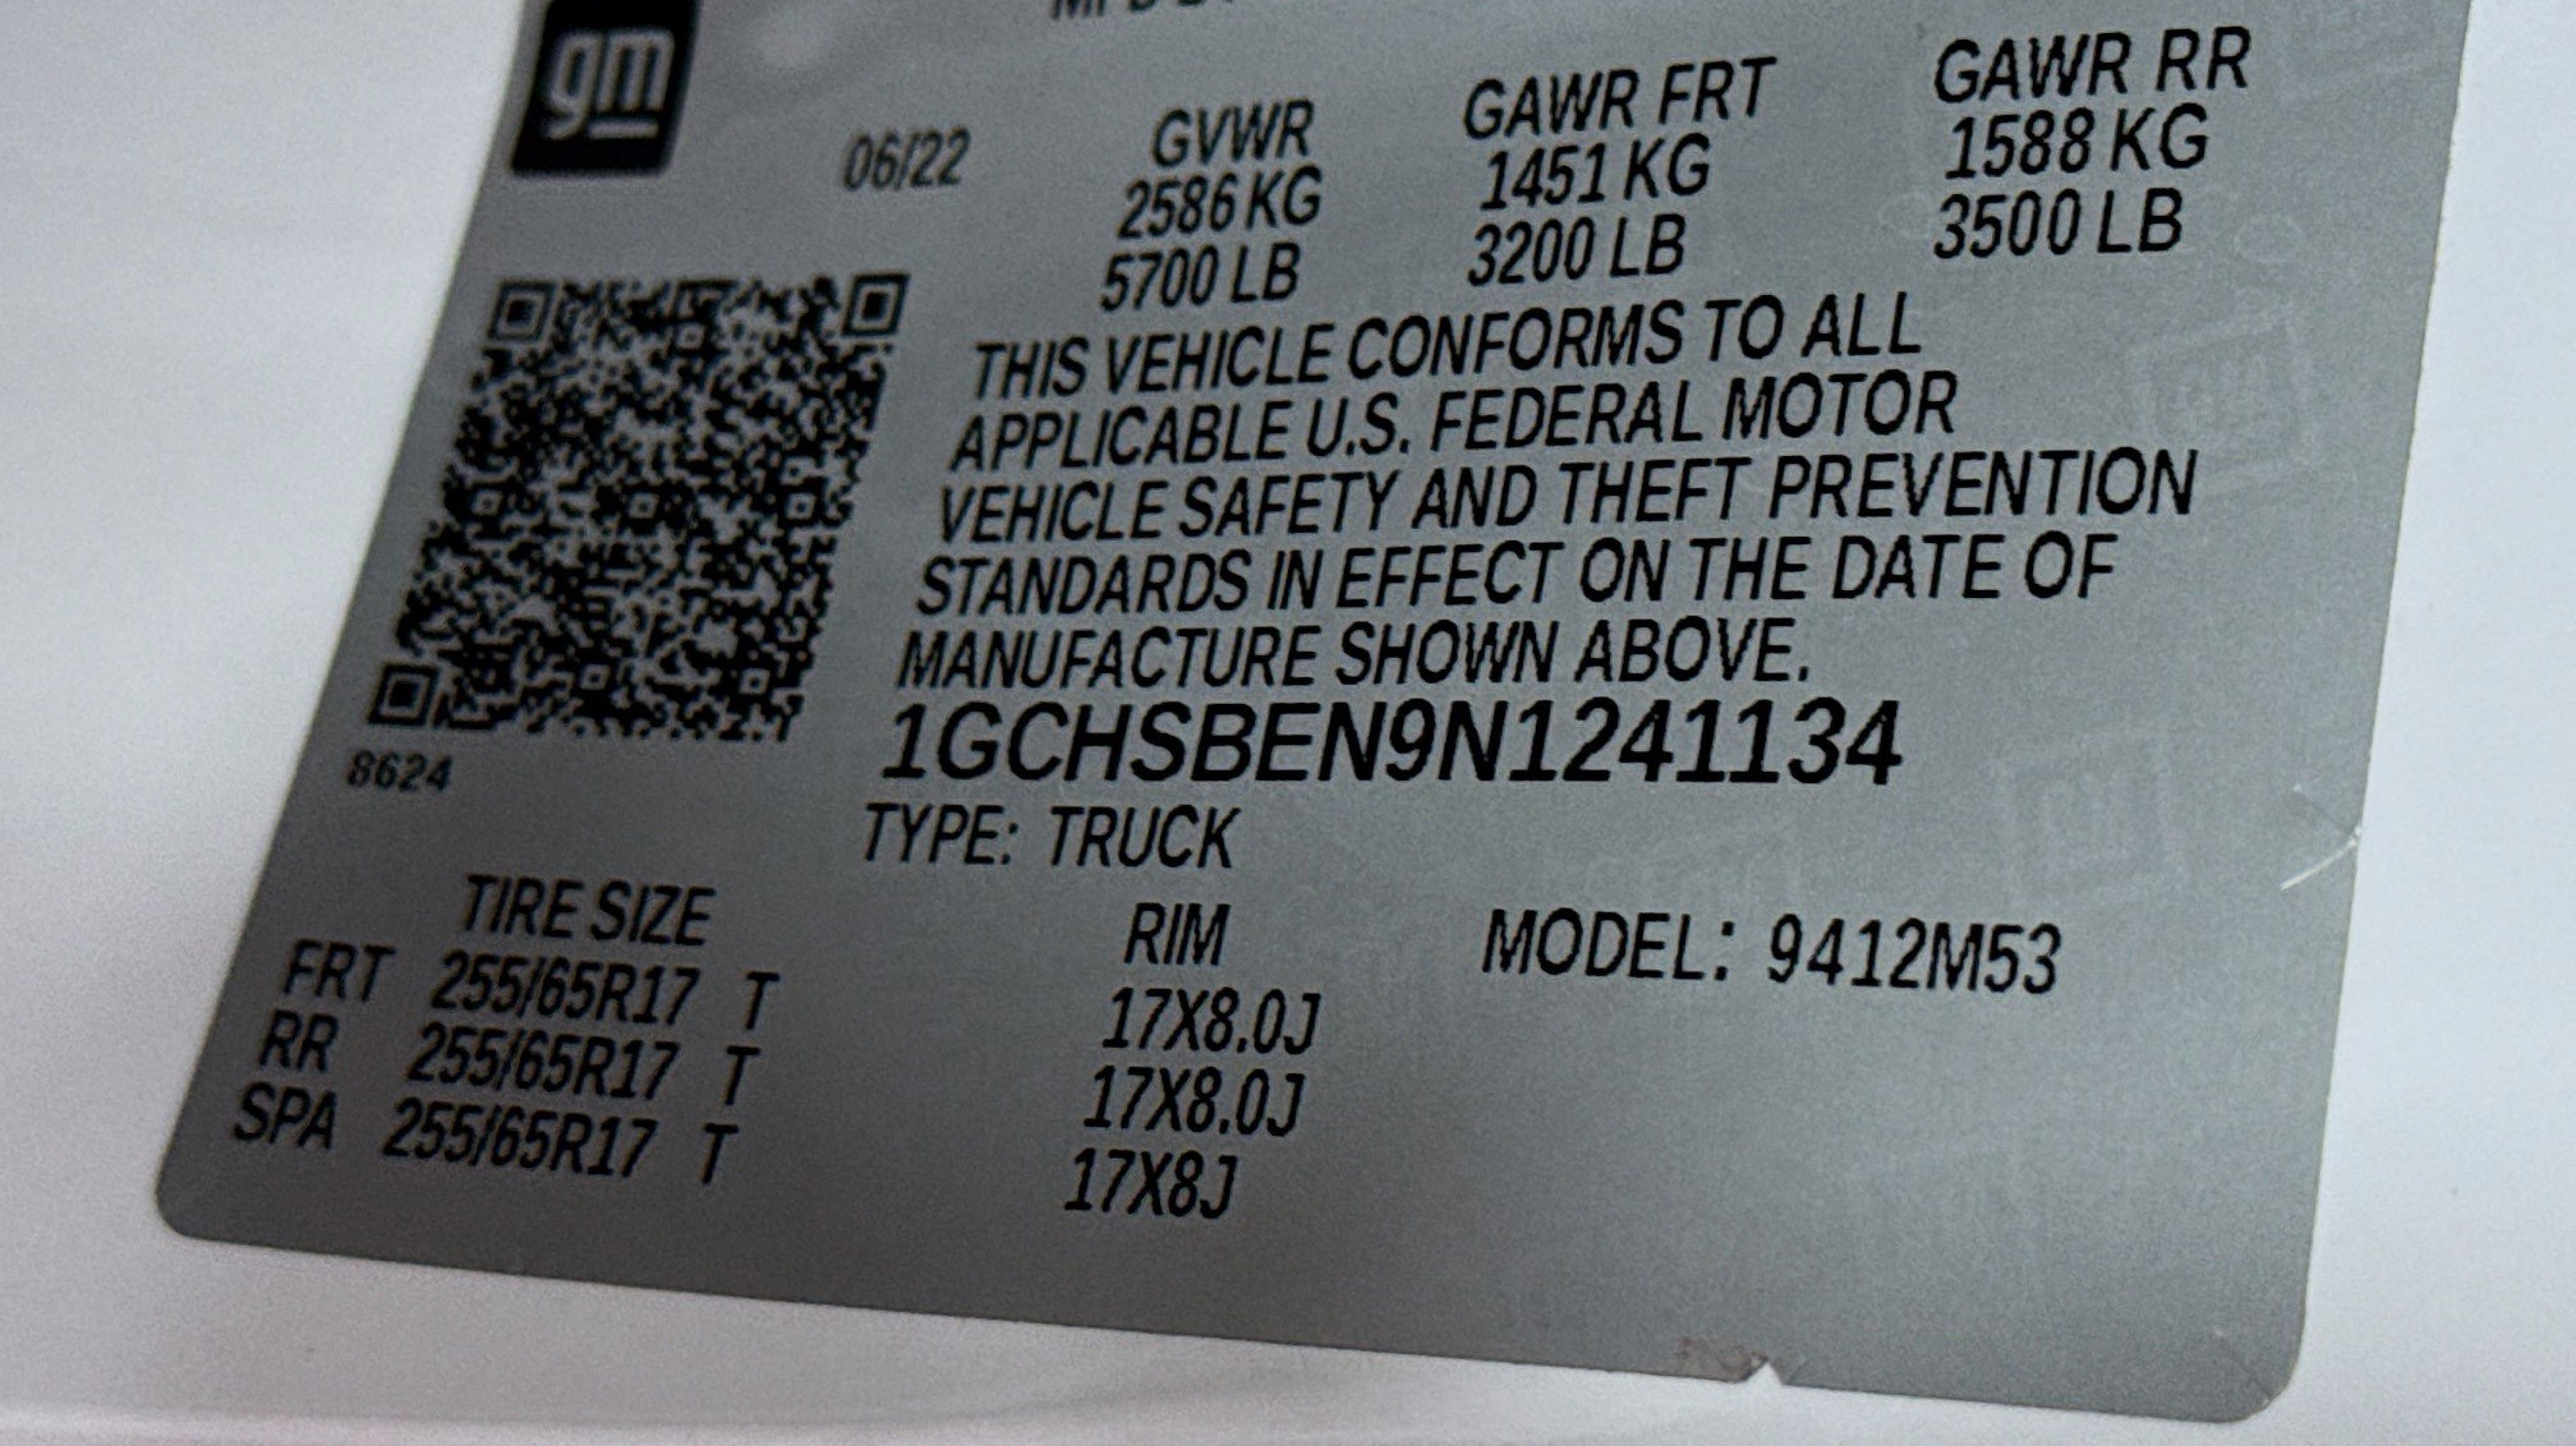 gm
06/22
GVWR GAWR FRT GAWR RR
2586 KG 1451 KG 1588 KG
5700 LB 3200 LB 3500 LB
THIS VEHICLE CONFORMS TO ALL
APPLICABLE U.S. FEDERAL MOTOR
VEHICLE SAFETY AND THEFT PREVENTION
STANDARDS IN EFFECT ON THE DATE OF
MANUFACTURE SHOWN ABOVE.
1GCHSBEN9N1241134
8624
TYPE: TRUCK
TIRE SIZE RIM MODEL: 9412M53
FRT 255/65R17 T 17X8.0J
RR 255/65R17 T 17X8.0J
SPA 255/65R17 T 17X8J